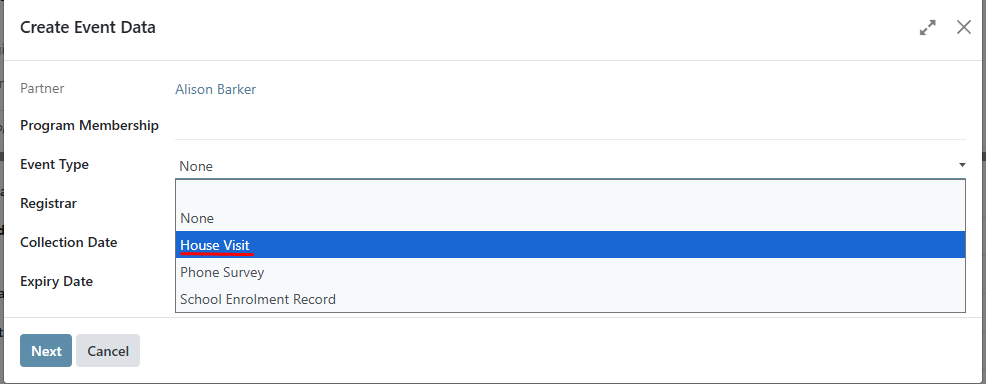 Create Event Data
Partner Alison Barker
Program Membership
Event Type None
Registrar
None
Collection Date House Visit
Phone Survey
Expiry Date
School Enrolment Record
Next Cancel